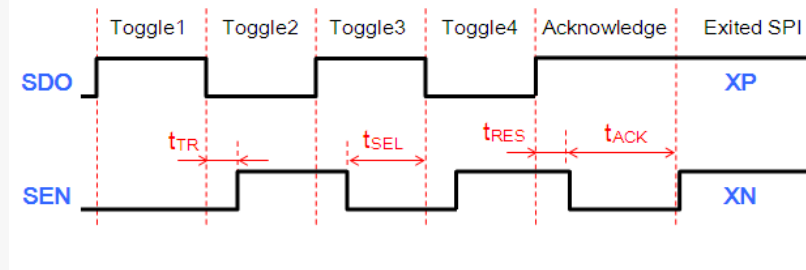 Toggle1 Toggle2 Toggle3 Toggle4 Acknowledge Exited SPI
SDO XP
tTR tSEL tRES tACK
SEN XN